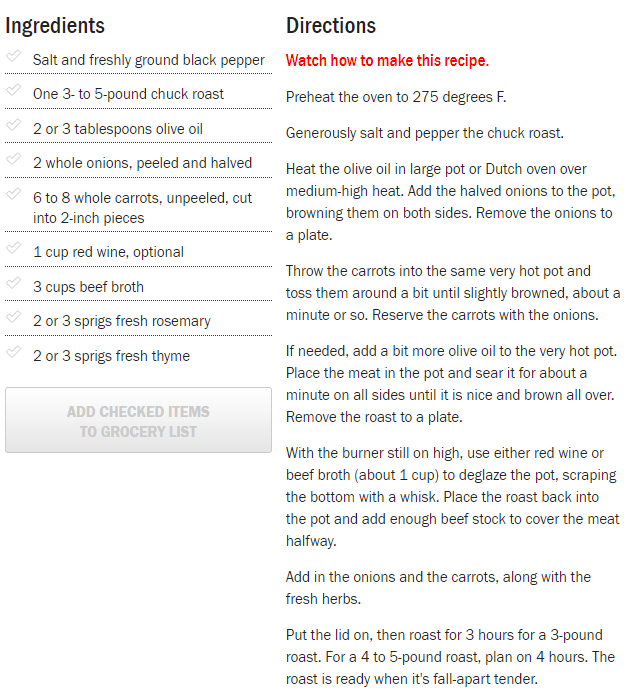 Ingredients
Salt and freshly ground black pepper
One 3- to 5-pound chuck roast
2 or 3 tablespoons olive oil
2 whole onions, peeled and halved
6 to 8 whole carrots, unpeeled, cut
into 2-inch pieces
1 cup red wine, optional
3 cups beef broth
2 or 3 sprigs fresh rosemary
2 or 3 sprigs fresh thyme
ADD CHECKED ITEMS
TO GROCERY LIST
Directions
Watch how to make this recipe.
Preheat the oven to 275 degrees F.
Generously salt and pepper the chuck roast.
Heat the olive oil in large pot or Dutch oven over
medium-high heat. Add the halved onions to the pot,
browning them on both sides. Remove the onions to
a plate.
Throw the carrots into the same very hot pot and
toss them around a bit until slightly browned, about a
minute or so. Reserve the carrots with the onions.
If needed, add a bit more olive oil to the very hot pot.
Place the meat in the pot and sear it for about a
minute on all sides until it is nice and brown all over.
Remove the roast to a plate.
With the burner still on high, use either red wine or
beef broth (about 1 cup) to deglaze the pot, scraping
the bottom with a whisk. Place the roast back into
the pot and add enough beef stock to cover the meat
halfway.
Add in the onions and the carrots, along with the
fresh herbs.
Put the lid on, then roast for 3 hours for a 3-pound
roast. For a 4 to 5-pound roast, plan on 4 hours. The
roast is ready when it's fall-apart tender.